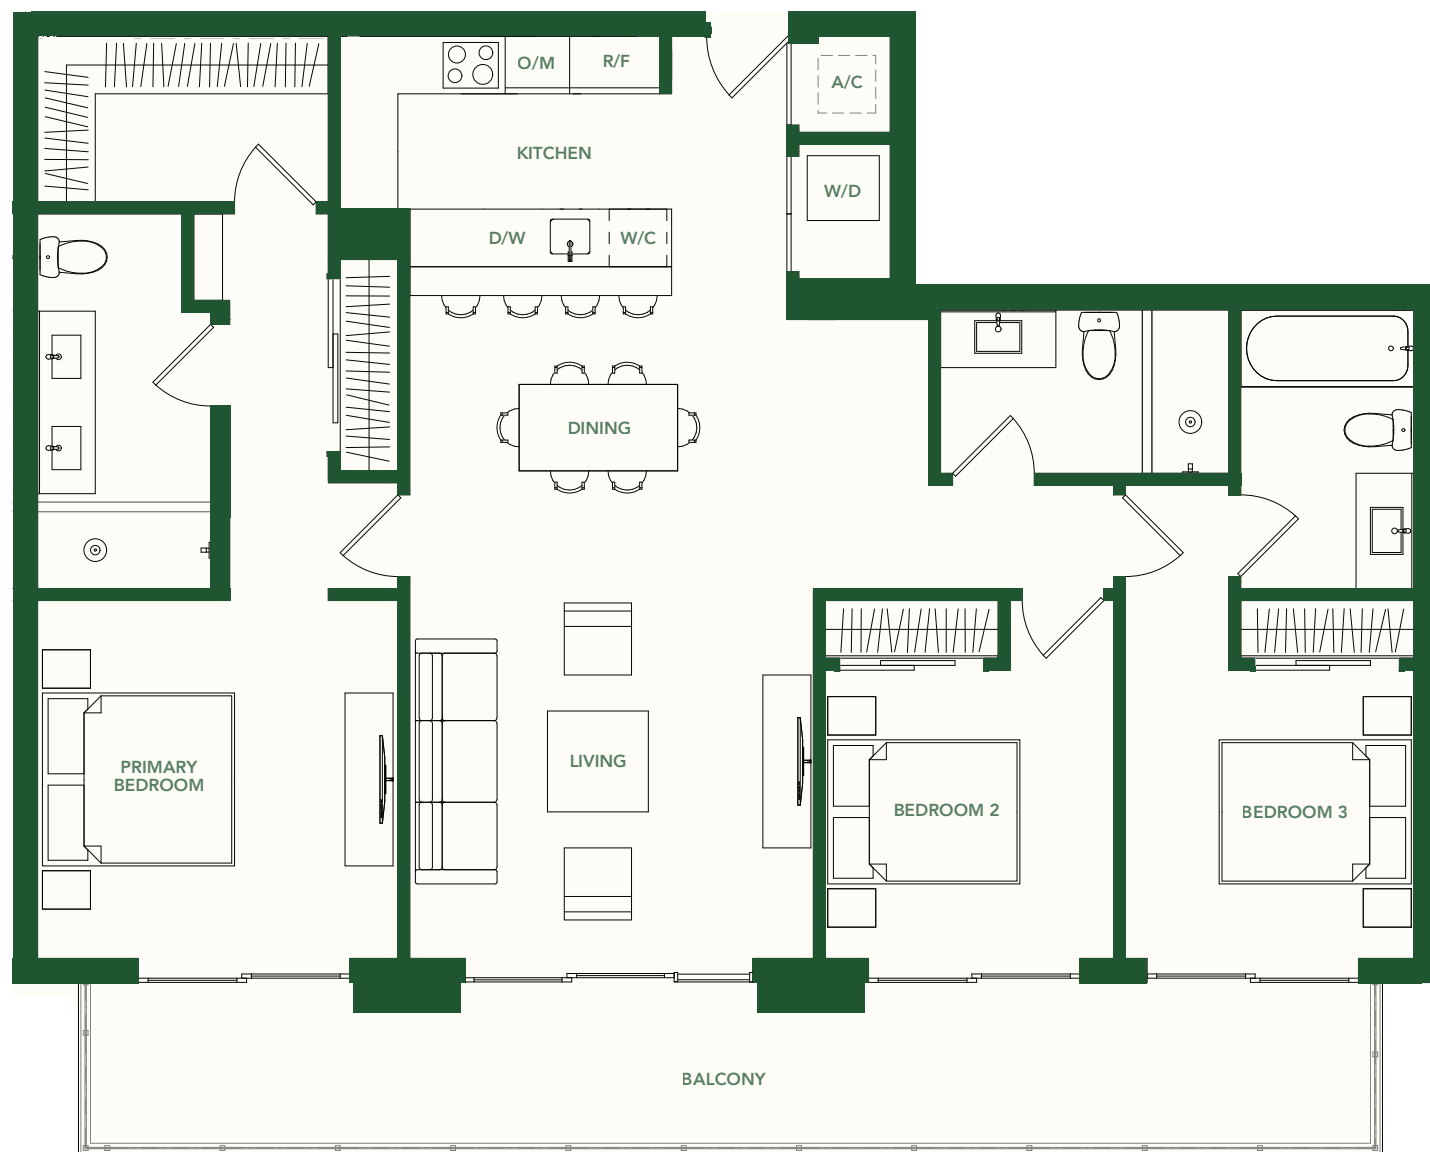 O/M
R/F
A/C
KITCHEN
W/D
D/W
W/C
DINING
LIVING
PRIMARY
BEDROOM
BEDROOM 2
BEDROOM 3
BALCONY